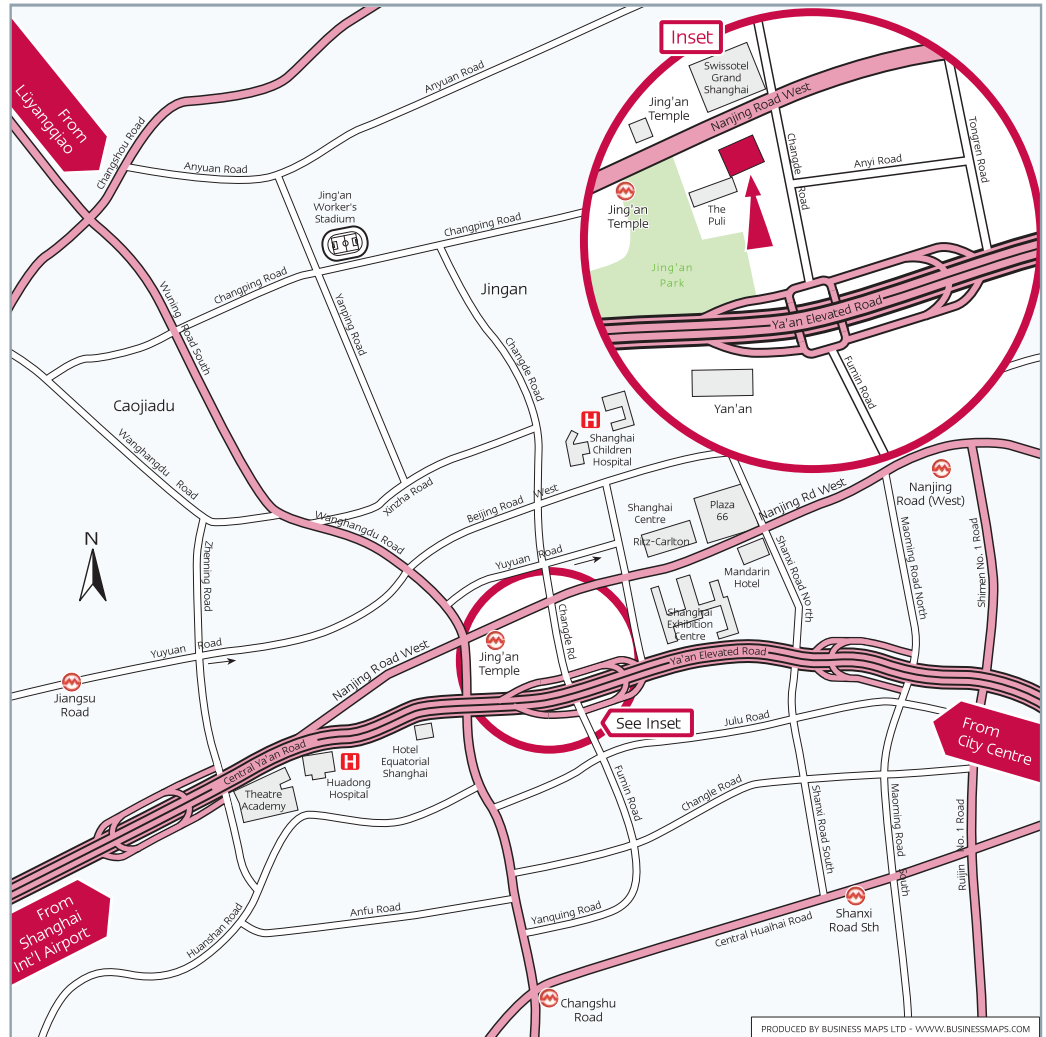 Inset
From
Lüyangqiao
Changshou Road
Anyuan Road
Anyuan Road
Jing'an
Worker's
Stadium
Changping Road
Changping Road
Jingan
Wuning Road South
Yanping Road
Changde Road
Caojiadu
Wanghangdu Road
Swissotel
Grand
Shanghai
Jing'an
Temple
Nanjing Road West
Changde Road
Anyi Road
Tongren Road
Jing'an
Temple
The
Puli
Jing'an
Park
Ya'an Elevated Road
Fumin Road
Yan'an
H
Shanghai
Children
Hospital
Xinzha Road
Wanghangdu Road
Beijing Road West
Yuyuan Road
Shanghai
Centre
Ritz-Carlton
Plaza
66
Nanjing Rd West
Nanjing
Road (West)
Mandarin
Hotel
Shanxi Road North
Maoming Road North
Shimen No. 1 Road
N
Zhenning Road
Yuyuan Road
Jiangsu
Road
Nanjing Road West
Jing'an
Temple
Changde Rd
Shanghai
Exhibition
Centre
Ya'an Elevated Road
See Inset
Julu Road
From
City Centre
Central Ya'an Road
Hotel
Equatorial
Shanghai
H
Huadong
Hospital
Theatre
Academy
Fumin Road
Changle Road
Shanxi Road South
Maoming Road South
Ruijin No. 1 Road
From
Shanghai
Int'l Airport
Huanshan Road
Anfu Road
Yanquing Road
Central Huaihai Road
Shanxi
Road Sth
Changshu
Road
PRODUCED BY BUSINESS MAPS LTD - WWW.BUSINESSMAPS.COM